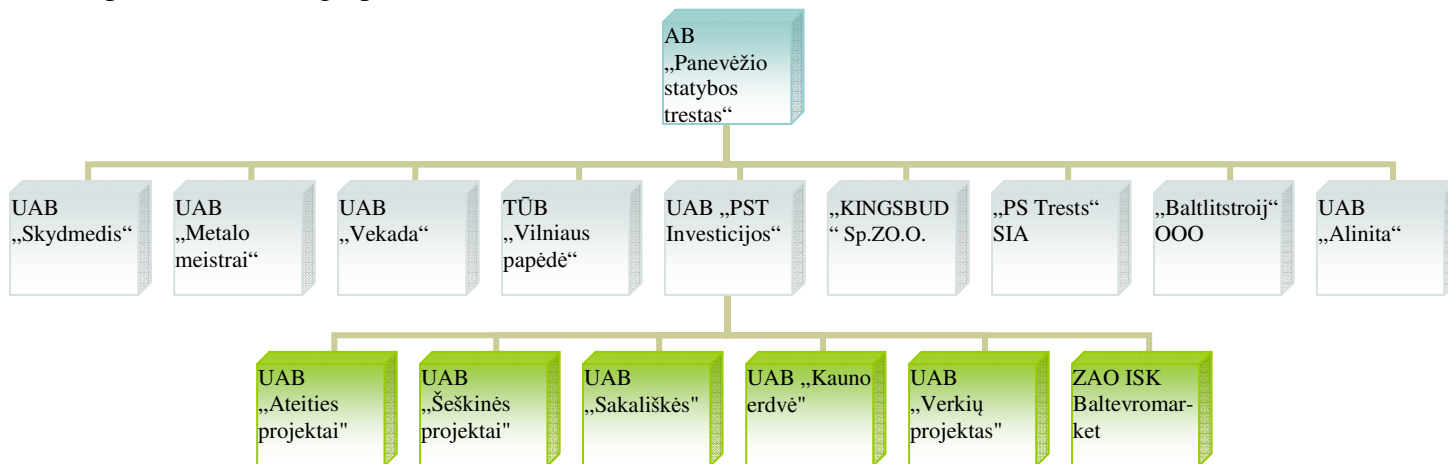 AB
„Panevėžio
statybos
trestas“
UAB
„Skydmedis“
UAB
„Metalo
meistrai“
UAB
„Vekada“
TŪB
„Vilniaus
papėdė“
UAB „PST
Investicijos“
„KINGSBUD
“ Sp.ZO.O.
„PS Trests“
SIA
„Baltlitstroij“
OOO
UAB
„Alinita“
UAB
„Ateities
projektai"
UAB
„Šeškinės
projektai"
UAB
„Sakališkės"
UAB „Kauno
erdvė"
UAB
„Verkių
projektas"
ZAO ISK
Baltevromar-
ket